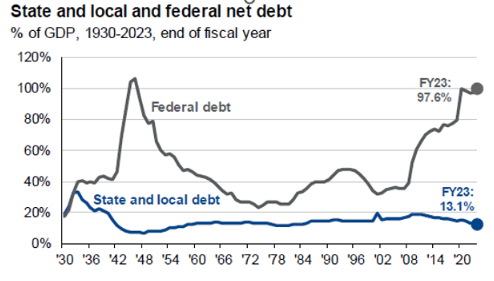 State and local and federal net debt
% of GDP, 1930-2023, end of fiscal year
120%
100%
80%
60%
40%
20%
0%
Federal debt
FY23:
97.6%
State and local debt
FY23:
13.1%
'30 '36 '42 '48 '54 '60 '66 '72 '78 '84 '90 '96 '02 '08 '14 '20